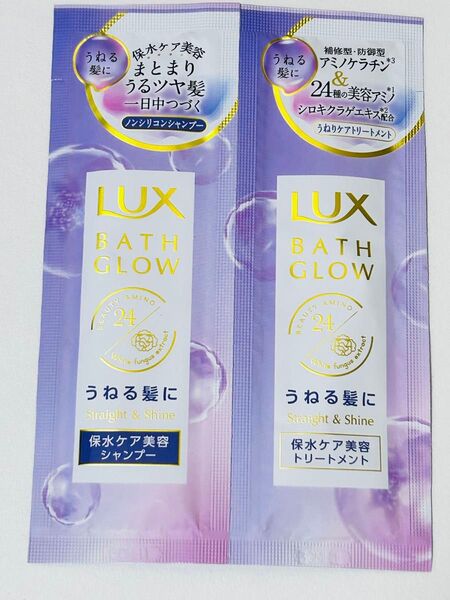 うねる
髪に
保水ケア美容
まとまり
うるツヤ髪
一日中つづく
ノンシリコンシャンプー
LUX
BATH
GLOW
BEAUTY AMINO
24
White fungus extract
うねる髪に
Straight & Shine
保水ケア美容
シャンプー
うねる
髪に
補修型・防御型
アミノケラチン*3
&
24種の美容アミノ*1
シロキクラゲエキス*2配合
うねりケアトリートメント
LUX
BATH
GLOW
BEAUTY AMINO
24
White fungus extract
うねる髪に
Straight & Shine
保水ケア美容
トリートメント